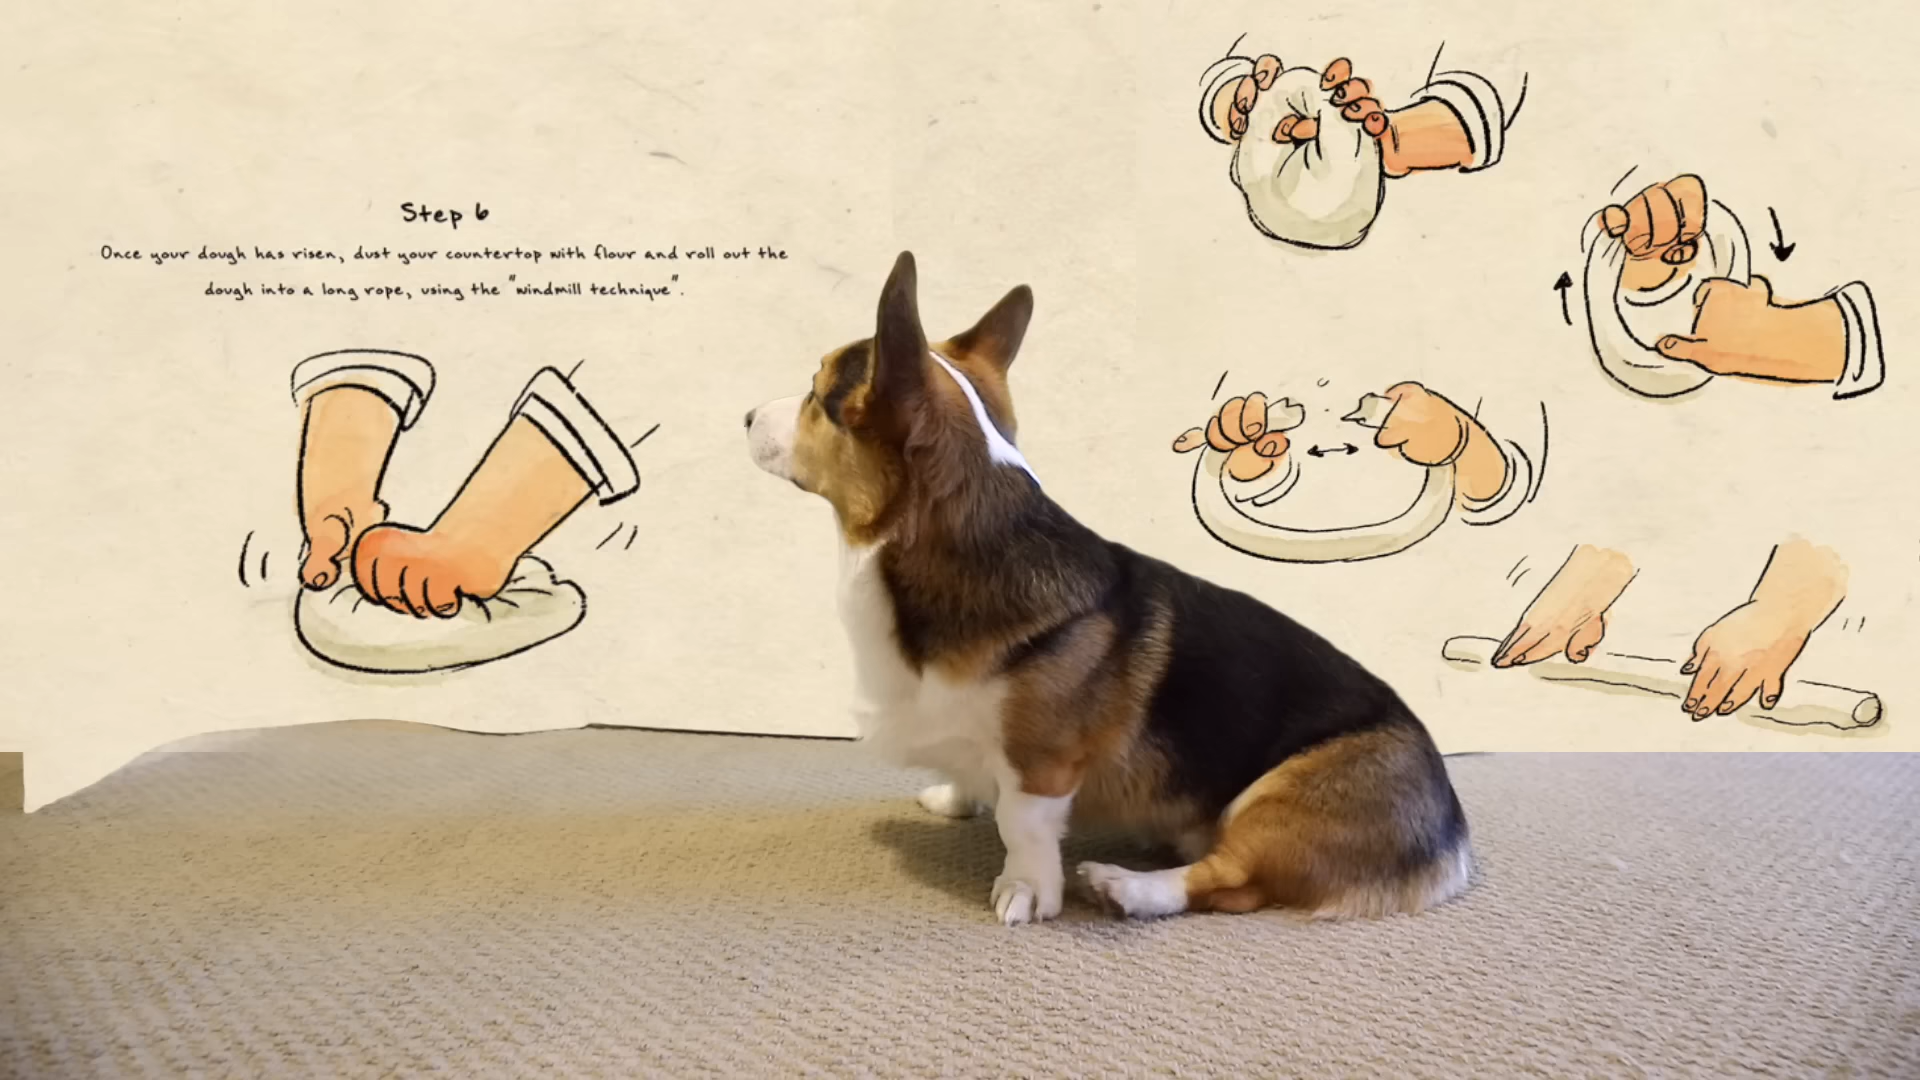 Step 6
Once your dough has risen, dust your countertop with flour and roll out the
dough into a long rope, using the "windmill technique".